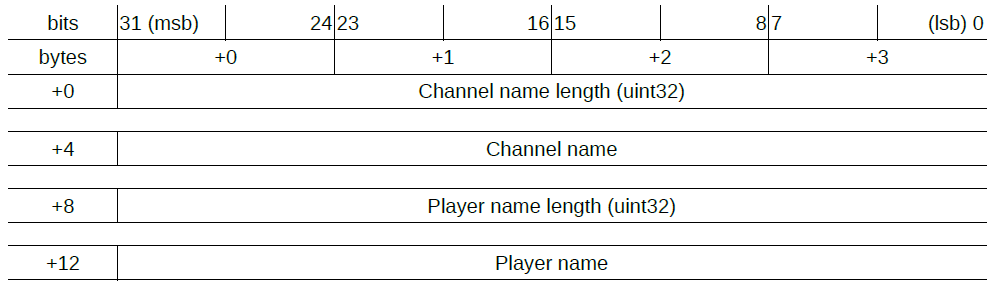 bits 31 (msb) 24 23 16 15 8 7 (lsb) 0
bytes +0 +1 +2 +3
+0 Channel name length (uint32)
+4 Channel name
+8 Player name length (uint32)
+12 Player name